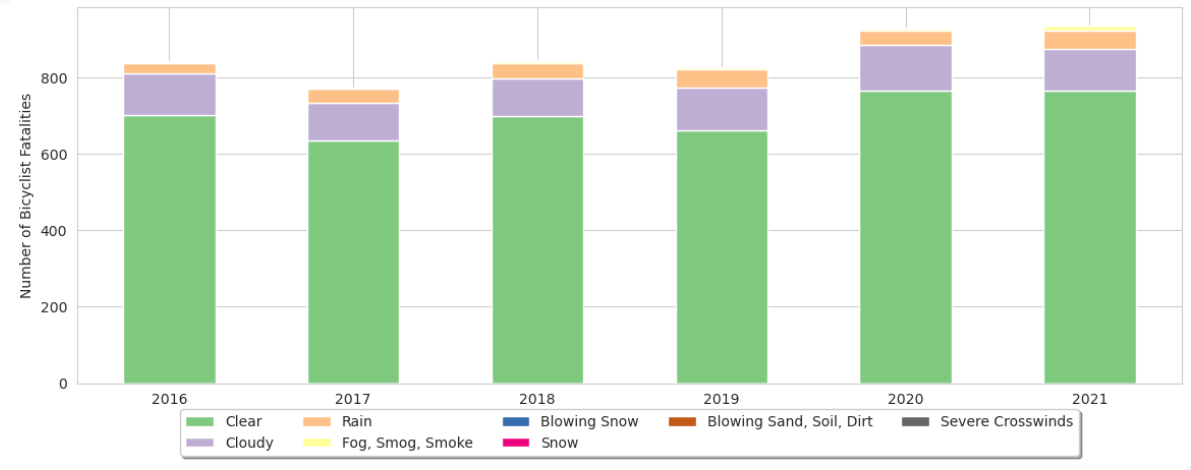 Number of Bicyclist Fatalities
800
600
400
200
0
2016 2017 2018 2019 2020 2021
Clear Rain Blowing Snow Blowing Sand, Soil, Dirt Severe Crosswinds
Cloudy Fog, Smog, Smoke Snow